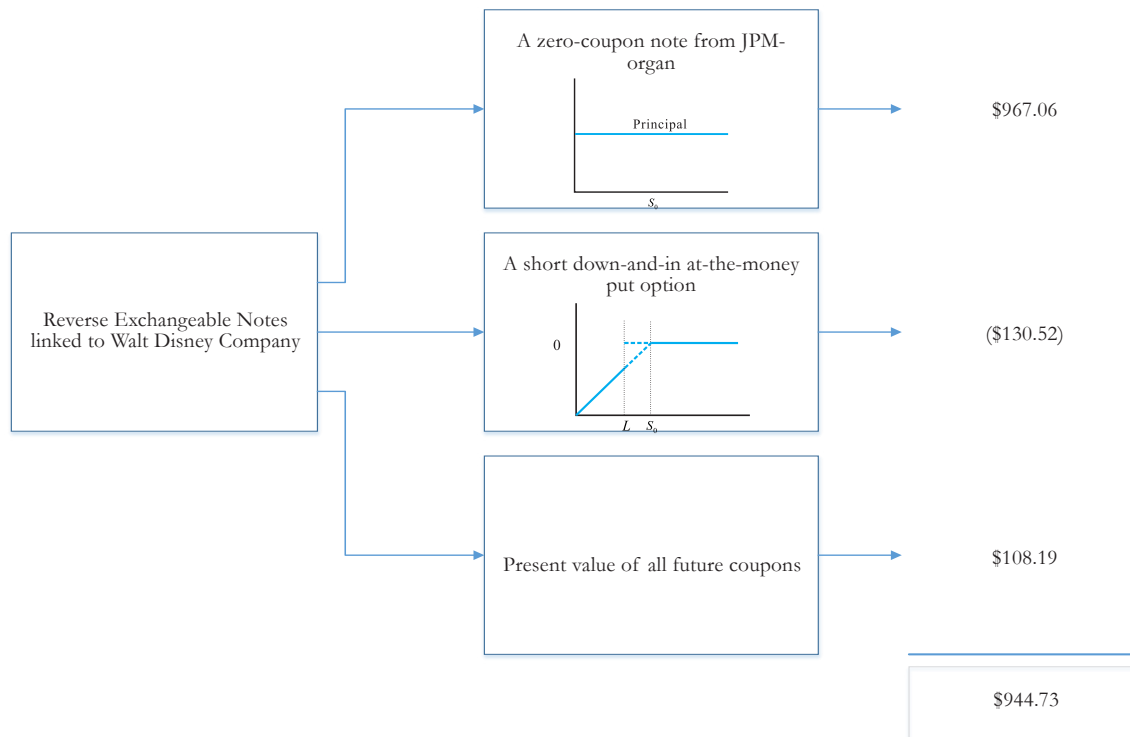 A zero-coupon note from JPM-
organ
Principal
S₀
$967.06
Reverse Exchangeable Notes
linked to Walt Disney Company
A short down-and-in at-the-money
put option
0
L S₀
($130.52)
Present value of all future coupons
$108.19
$944.73